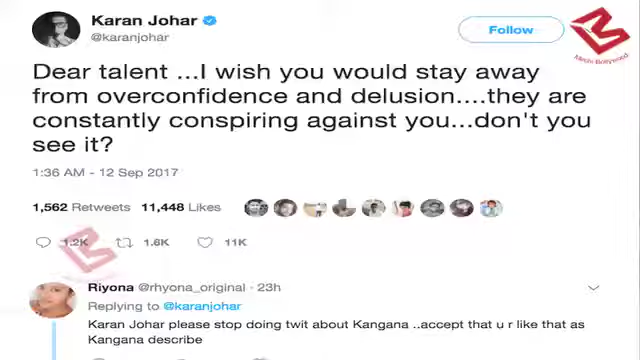 Karan Johar
@karanjohar
Follow
Dear talent ...I wish you would stay away
from overconfidence and delusion....they are
constantly conspiring against you...don't you
see it?
1:36 AM - 12 Sep 2017
1,562 Retweets 11,448 Likes
1.2K 1.6K 11K
Riyona @rhyona_original · 23h
Replying to @karanjohar
Karan Johar please stop doing twit about Kangana ..accept that u r like that as
Kangana describe